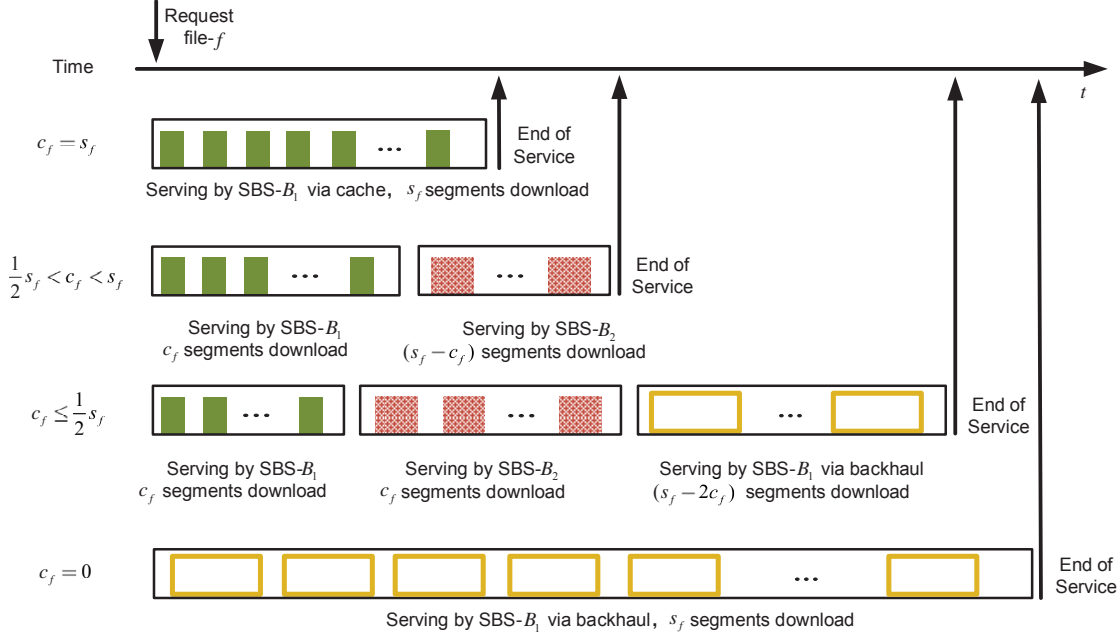 Request
file-f
Time
t
c_f = s_f
...
End of
Service
Serving by SBS-B_1 via cache, s_f segments download
1/2 s_f < c_f < s_f
... ...
End of
Service
Serving by SBS-B_1
c_f segments download
Serving by SBS-B_2
(s_f − c_f) segments download
c_f ≤ 1/2 s_f
... ... ...
End of
Service
Serving by SBS-B_1
c_f segments download
Serving by SBS-B_2
c_f segments download
Serving by SBS-B_1 via backhaul
(s_f − 2c_f) segments download
c_f = 0
...
End of
Service
Serving by SBS-B_1 via backhaul, s_f segments download